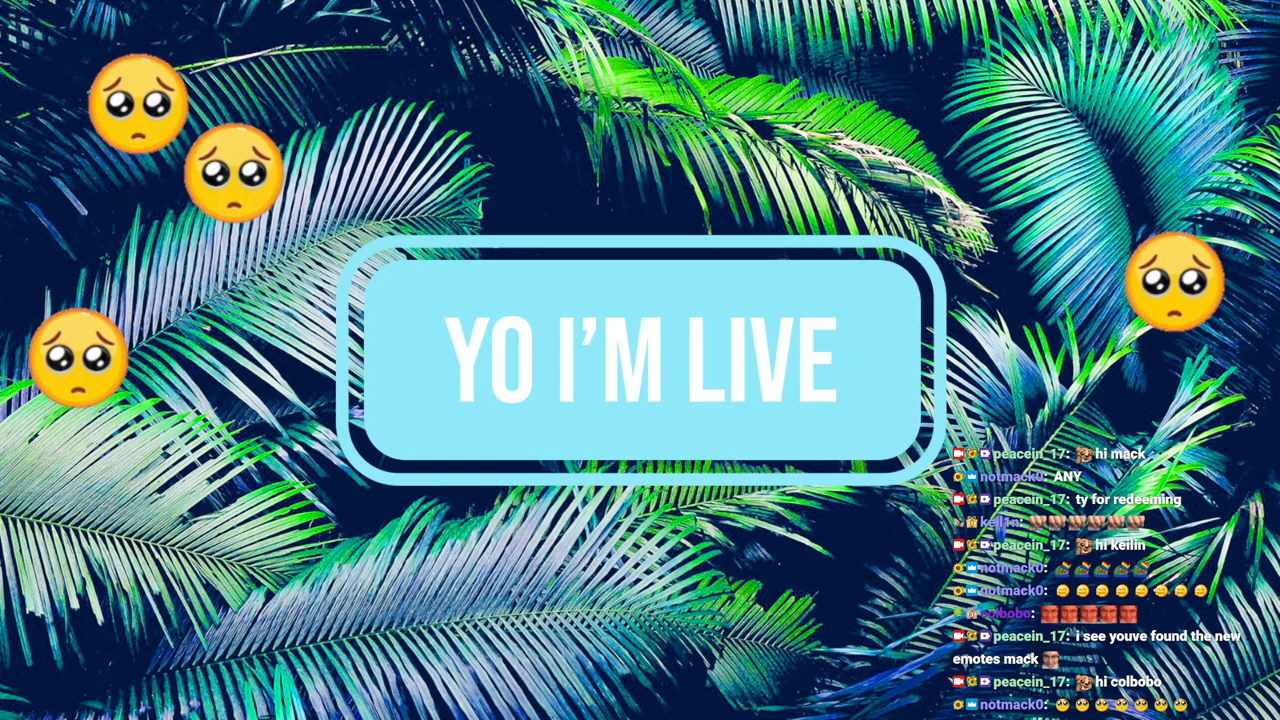 YO I’M LIVE
peacein_17: hi mack
notmack0: ANY
peacein_17: ty for redeeming
keil1n:
peacein_17: hi keilin
notmack0:
notmack0:
colbobo:
peacein_17: i see youve found the new
emotes mack
peacein_17: hi colbobo
notmack0: